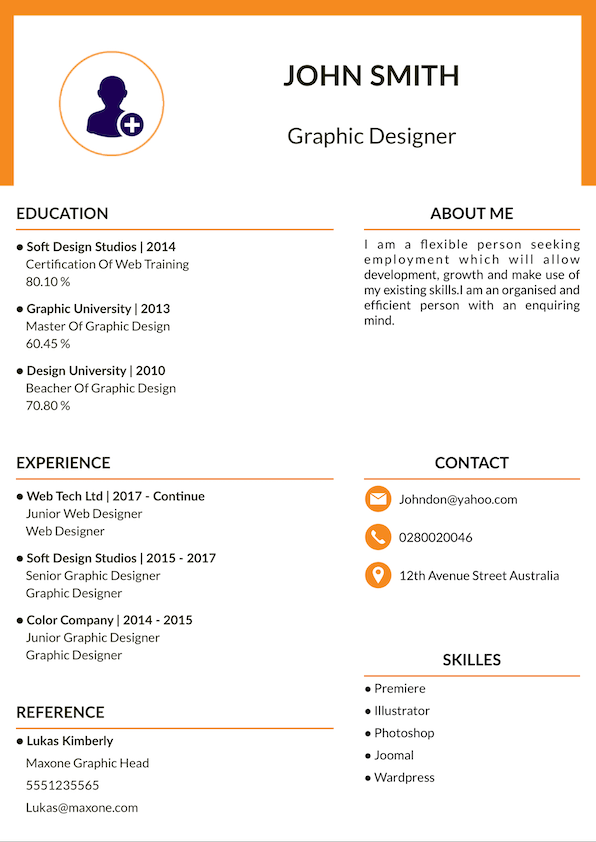 JOHN SMITH
Graphic Designer
EDUCATION
● Soft Design Studios | 2014
Certification Of Web Training
80.10 %
● Graphic University | 2013
Master Of Graphic Design
60.45 %
● Design University | 2010
Beacher Of Graphic Design
70.80 %
EXPERIENCE
● Web Tech Ltd | 2017 - Continue
Junior Web Designer
Web Designer
● Soft Design Studios | 2015 - 2017
Senior Graphic Designer
Graphic Designer
● Color Company | 2014 - 2015
Junior Graphic Designer
Graphic Designer
REFERENCE
● Lukas Kimberly
Maxone Graphic Head
5551235565
Lukas@maxone.com
ABOUT ME
I am a flexible person seeking
employment which will allow
development, growth and make use of
my existing skills.I am an organised and
efficient person with an enquiring
mind.
CONTACT
Johndon@yahoo.com
0280020046
12th Avenue Street Australia
SKILLES
● Premiere
● Illustrator
● Photoshop
● Joomal
● Wardpress